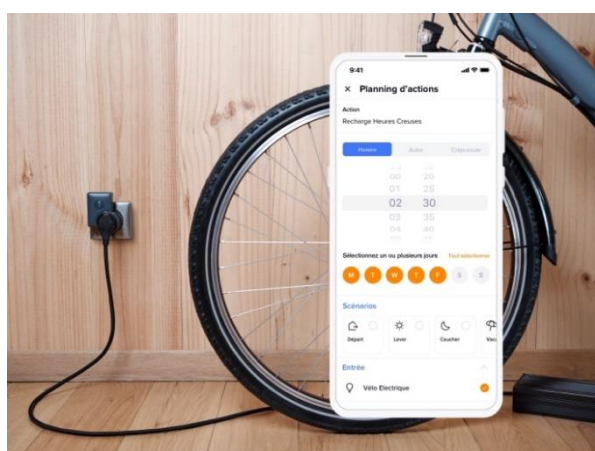 9:41
× Planning d'actions
Action
Recharge Heures Creuses
Horaire Aube Crépuscule
00 20
01 25
02 30
03 35
04 40
Sélectionnez un ou plusieurs jours Tout sélectionner
M T W T F S S
Scénarios
Départ Lever Coucher Vaca
Entrée
Vélo Electrique